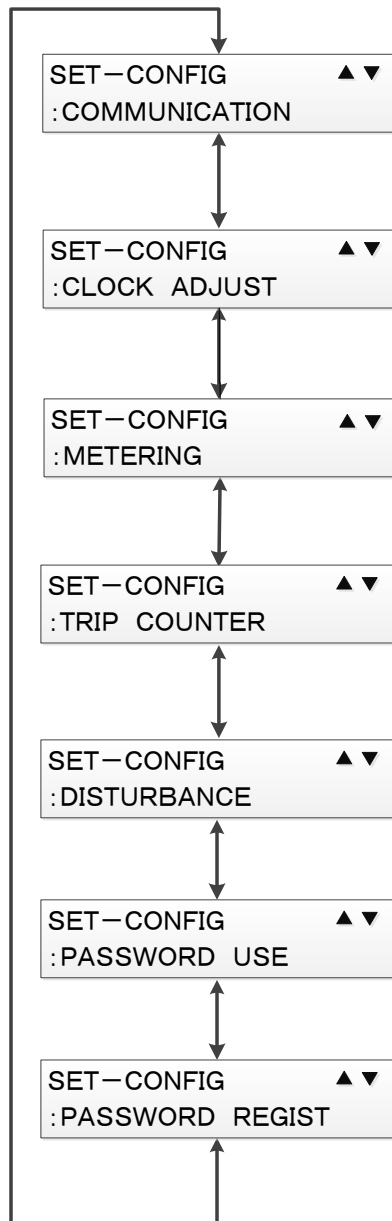 SET−CONFIG ▲ ▼
:COMMUNICATION
SET−CONFIG ▲ ▼
:CLOCK ADJUST
SET−CONFIG ▲ ▼
:METERING
SET−CONFIG ▲ ▼
:TRIP COUNTER
SET−CONFIG ▲ ▼
:DISTURBANCE
SET−CONFIG ▲ ▼
:PASSWORD USE
SET−CONFIG ▲ ▼
:PASSWORD REGIST